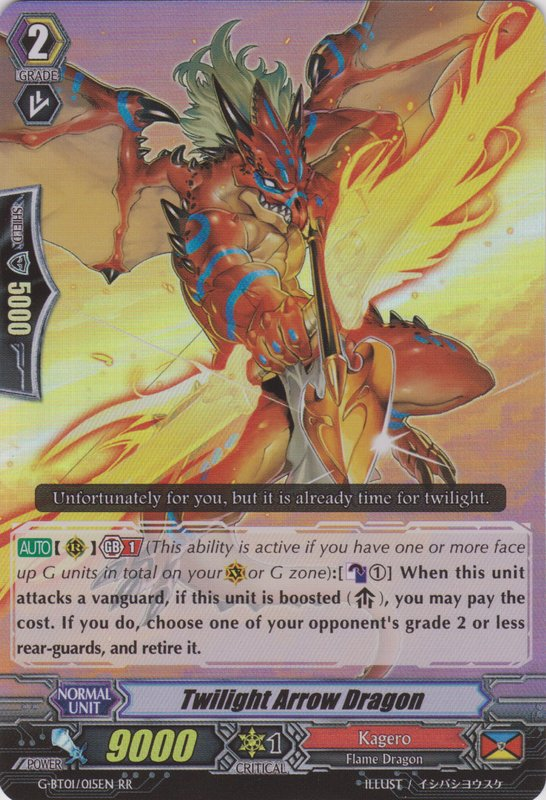 2
GRADE
SHIELD
5000
Unfortunately for you, but it is already time for twilight.
AUTO【 R 】GB 1 (This ability is active if you have one or more face
up G units in total on your V or G zone):[①] When this unit
attacks a vanguard, if this unit is boosted ( ), you may pay the
cost. If you do, choose one of your opponent's grade 2 or less
rear-guards, and retire it.
NORMAL
UNIT
Twilight Arrow Dragon
POWER
9000
1
CRITICAL
Kagero
Flame Dragon
G-BT01/015EN RR
ILLUST / イシバシヨウスケ